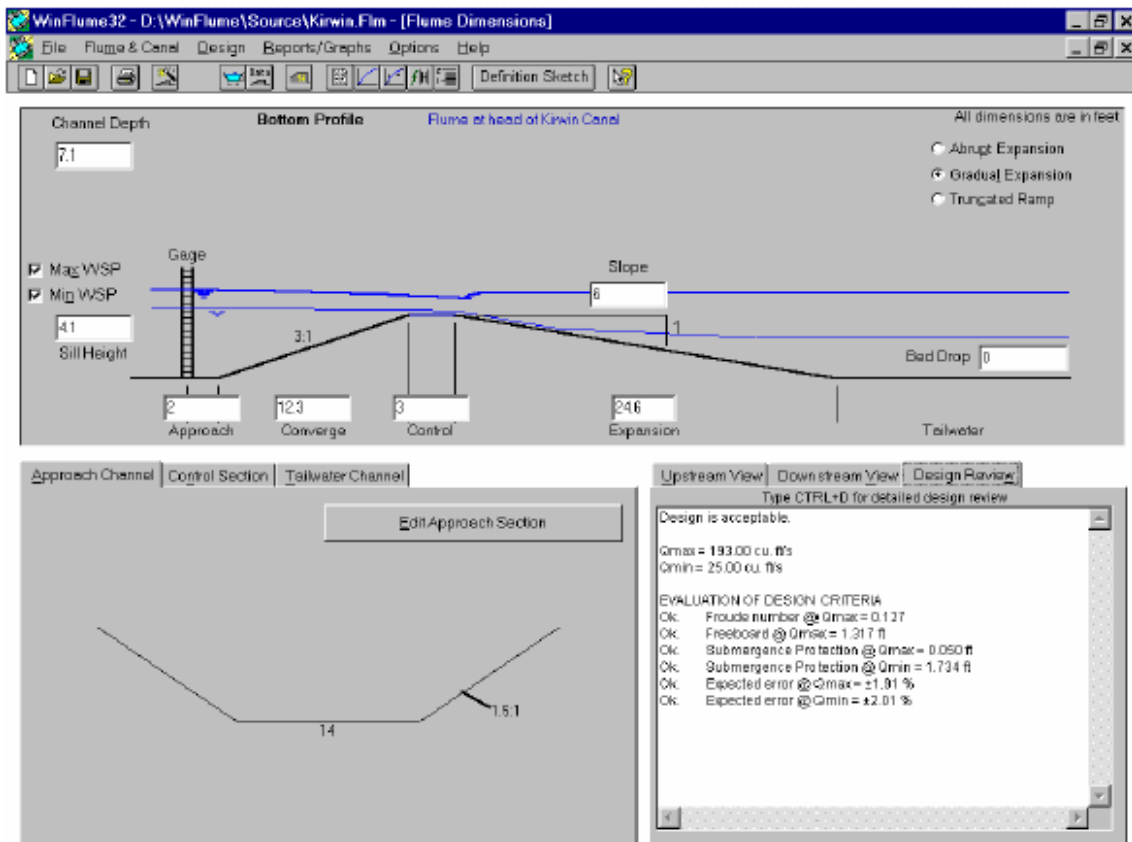 WinFlume32 - D:\WinFlume\Source\Kirwin.Flm - [Flume Dimensions]
File Flume & Canal Design Reports/Graphs Options Help
Definition Sketch
Channel Depth
7.1
Bottom Profile
Flume at head of Kirwin Canal
All dimensions are in feet
Abrupt Expansion
Gradual Expansion
Truncated Ramp
Gage
Max WSP
Min WSP
4.1
Sill Height
3:1
Slope
6
1
Bed Drop 0
2 12.3 3 24.6
Approach Converge Control Expansion Tailwater
Approach Channel Control Section Tailwater Channel
Edit Approach Section
14
1.5:1
Upstream View Downstream View Design Review
Type CTRL+D for detailed design review
Design is acceptable.
Qmax = 193.00 cu. ft/s
Qmin = 25.00 cu. ft/s
EVALUATION OF DESIGN CRITERIA
Ok. Froude number @ Qmax = 0.137
Ok. Freeboard @ Qmax = 1.317 ft
Ok. Submergence Protection @ Qmax = 0.050 ft
Ok. Submergence Protection @ Qmin = 1.734 ft
Ok. Expected error @ Qmax = ±1.91 %
Ok. Expected error @ Qmin = ±2.01 %